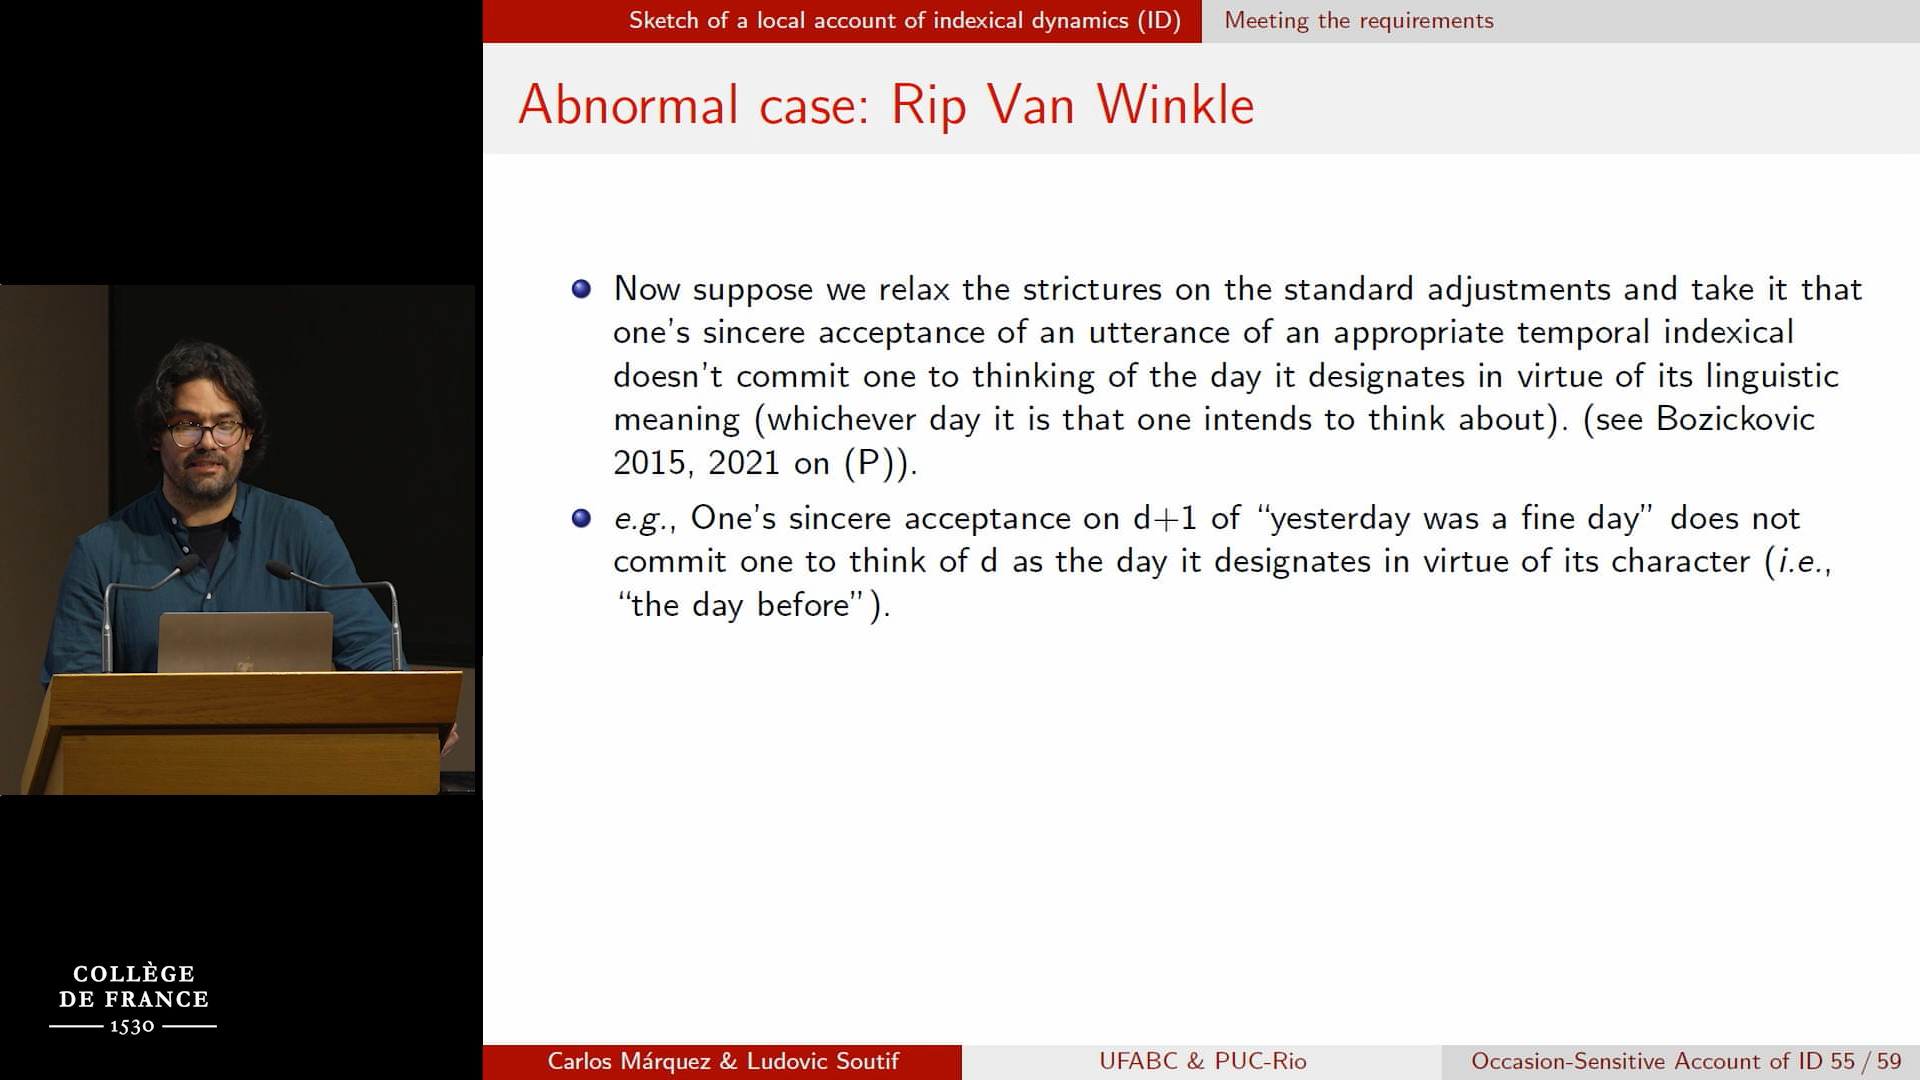 Sketch of a local account of indexical dynamics (ID)
Meeting the requirements
Abnormal case: Rip Van Winkle
Now suppose we relax the strictures on the standard adjustments and take it that
one's sincere acceptance of an utterance of an appropriate temporal indexical
doesn't commit one to thinking of the day it designates in virtue of its linguistic
meaning (whichever day it is that one intends to think about). (see Bozickovic
2015, 2021 on (P)).
e.g., One's sincere acceptance on d+1 of “yesterday was a fine day” does not
commit one to think of d as the day it designates in virtue of its character (i.e.,
“the day before”).
COLLÈGE
DE FRANCE
1530
Carlos Márquez & Ludovic Soutif
UFABC & PUC-Rio
Occasion-Sensitive Account of ID 55 / 59